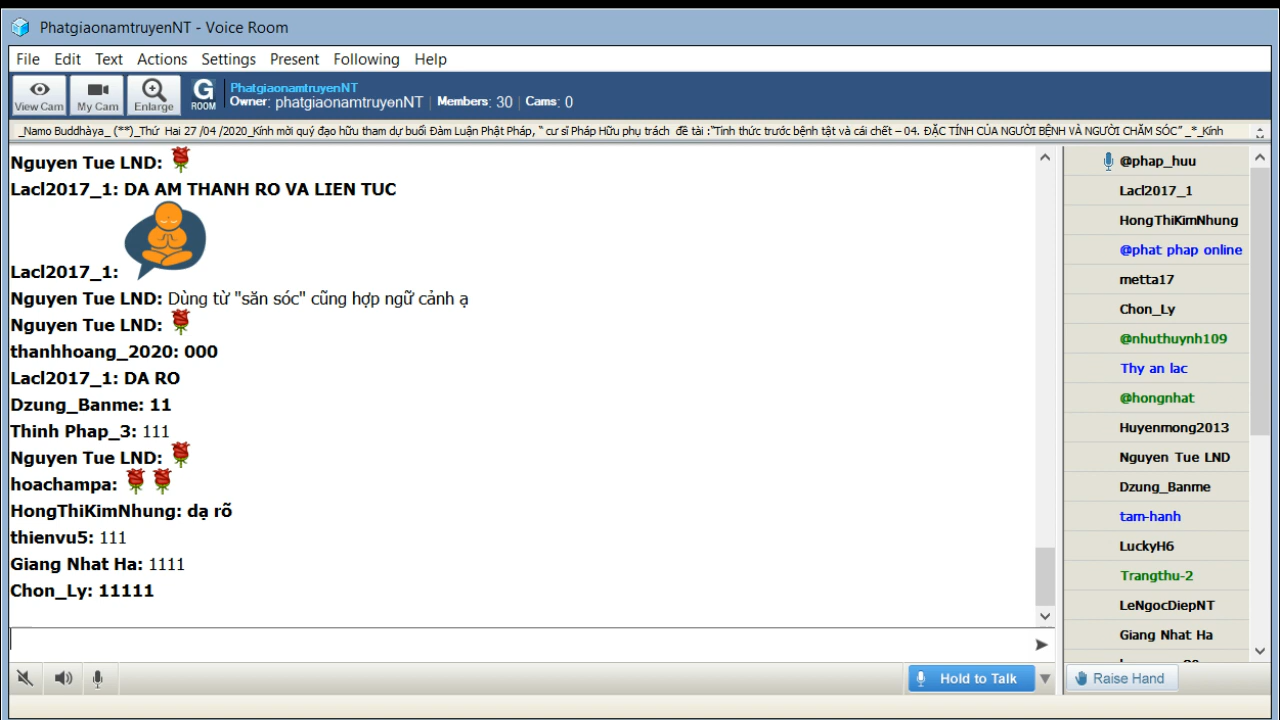 PhatgiaonamtruyenNT - Voice Room
File Edit Text Actions Settings Present Following Help
View Cam My Cam Enlarge G ROOM
PhatgiaonamtruyenNT
Owner: phatgiaonamtruyenNT | Members: 30 | Cams: 0
_Namo Buddhàya_ (**)_Thứ Hai 27 /04 /2020_Kính mời quý đạo hữu tham dự buổi Đàm Luận Phật Pháp, " cư sĩ Pháp Hữu phụ trách đề tài :"Tỉnh thức trước bệnh tật và cái chết – 04. ĐẶC TÍNH CỦA NGƯỜI BỆNH VÀ NGƯỜI CHĂM SÓC" _*_Kính
Nguyen Tue LND:
Lacl2017_1: DA AM THANH RO VA LIEN TUC
Lacl2017_1:
Nguyen Tue LND: Dùng từ "săn sóc" cũng hợp ngữ cảnh ạ
Nguyen Tue LND:
thanhhoang_2020: 000
Lacl2017_1: DA RO
Dzung_Banme: 11
Thinh Phap_3: 111
Nguyen Tue LND:
hoachampa:
HongThiKimNhung: dạ rõ
thienvu5: 111
Giang Nhat Ha: 1111
Chon_Ly: 11111
@phap_huu
Lacl2017_1
HongThiKimNhung
@phat phap online
metta17
Chon_Ly
@nhuthuynh109
Thy an lac
@hongnhat
Huyenmong2013
Nguyen Tue LND
Dzung_Banme
tam-hanh
LuckyH6
Trangthu-2
LeNgocDiepNT
Giang Nhat Ha
Hold to Talk
Raise Hand